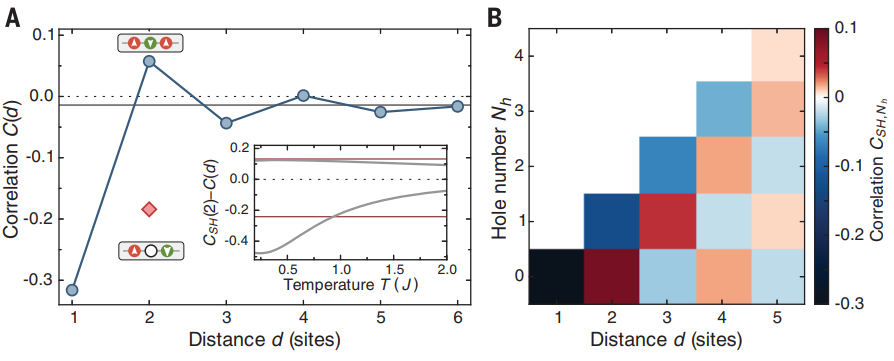 A
Correlation C(d)
0.1
0.0
-0.1
-0.2
-0.3
1 2 3 4 5 6
Distance d (sites)
C_SH(2)–C(d)
0.2
0.0
-0.2
-0.4
0.5 1.0 1.5 2.0
Temperature T (J)
B
Hole number N_h
4
3
2
1
0
1 2 3 4 5
Distance d (sites)
0.1
0
-0.1
-0.2
-0.3
Correlation C_SH,N_h